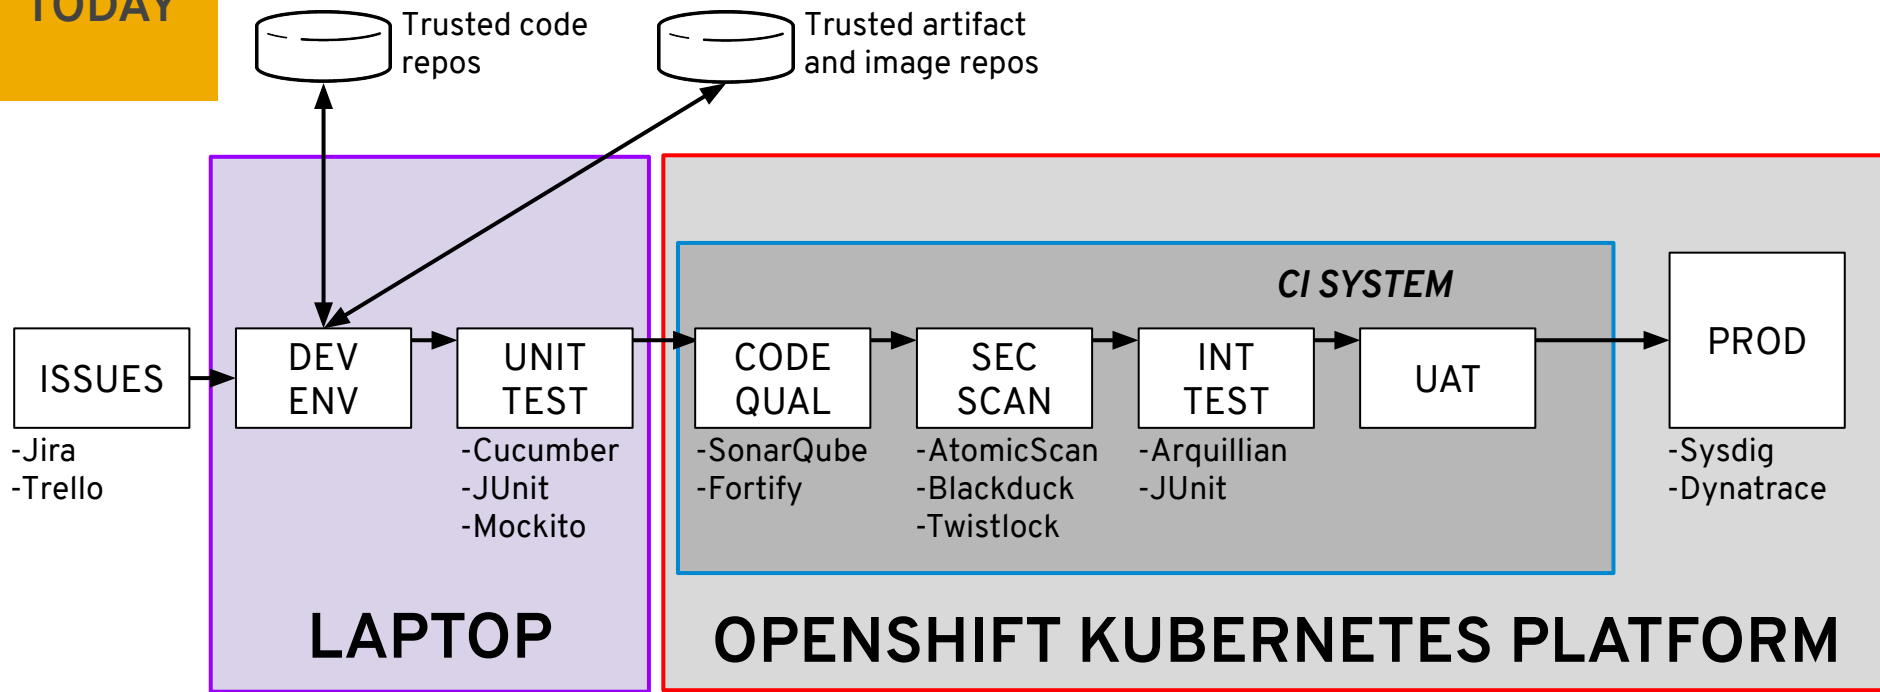 TODAY
Trusted code
repos
Trusted artifact
and image repos
CI SYSTEM
ISSUES
DEV
ENV
UNIT
TEST
CODE
QUAL
SEC
SCAN
INT
TEST
UAT
PROD
-Jira
-Trello
-Cucumber
-JUnit
-Mockito
-SonarQube
-Fortify
-AtomicScan
-Blackduck
-Twistlock
-Arquillian
-JUnit
-Sysdig
-Dynatrace
LAPTOP
OPENSHIFT KUBERNETES PLATFORM